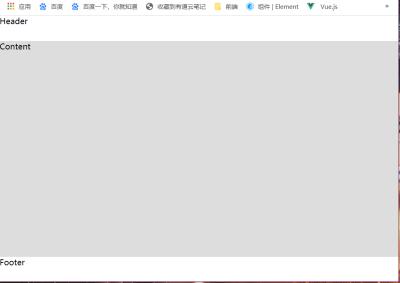 应用 百度 百度一下，你就知道 收藏到有道云笔记 前端 组件 | Element Vue.js »
Header
Content
Footer